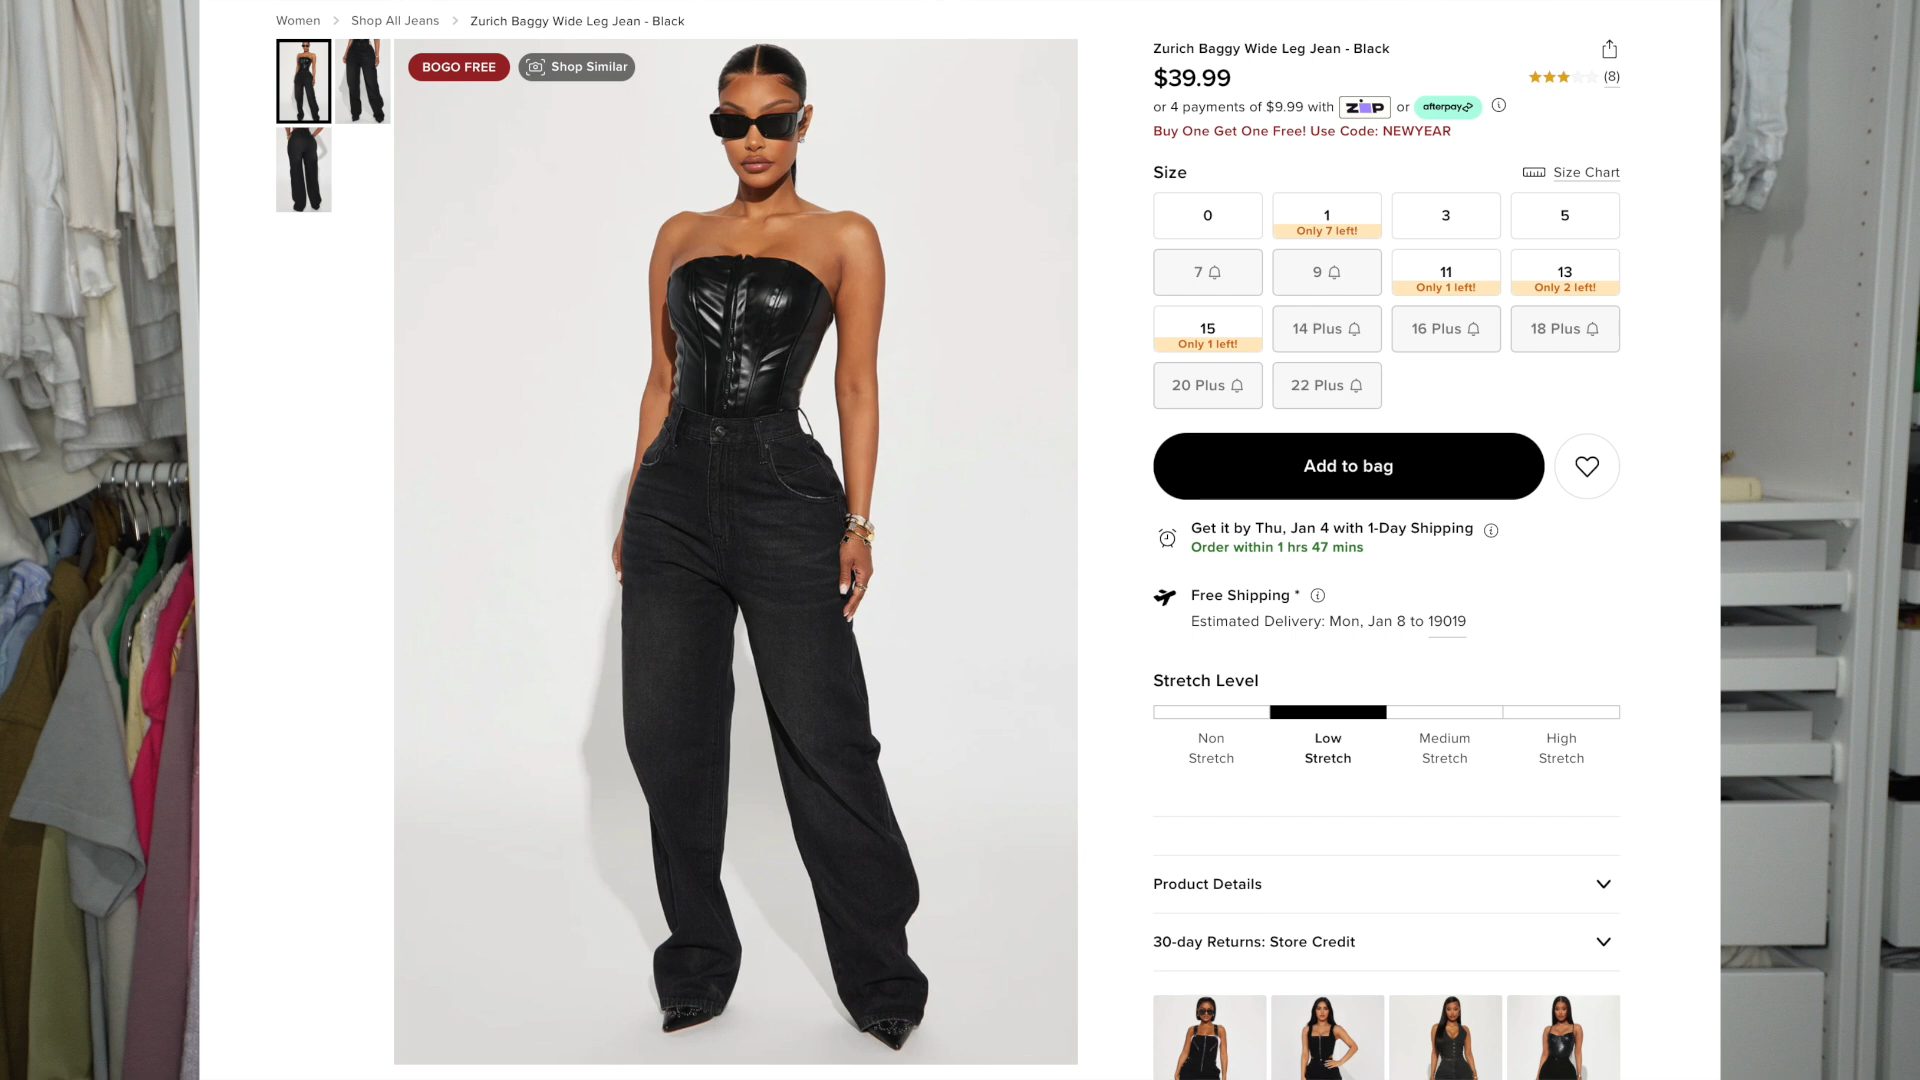 Women > Shop All Jeans > Zurich Baggy Wide Leg Jean - Black
BOGO FREE
Shop Similar
Zurich Baggy Wide Leg Jean - Black
$39.99
(8)
or 4 payments of $9.99 with ZIP or afterpay
Buy One Get One Free! Use Code: NEWYEAR
Size
Size Chart
0
1
Only 7 left!
3
5
7
9
11
Only 1 left!
13
Only 2 left!
15
Only 1 left!
14 Plus
16 Plus
18 Plus
20 Plus
22 Plus
Add to bag
Get it by Thu, Jan 4 with 1-Day Shipping
Order within 1 hrs 47 mins
Free Shipping *
Estimated Delivery: Mon, Jan 8 to 19019
Stretch Level
Non
Stretch
Low
Stretch
Medium
Stretch
High
Stretch
Product Details
30-day Returns: Store Credit